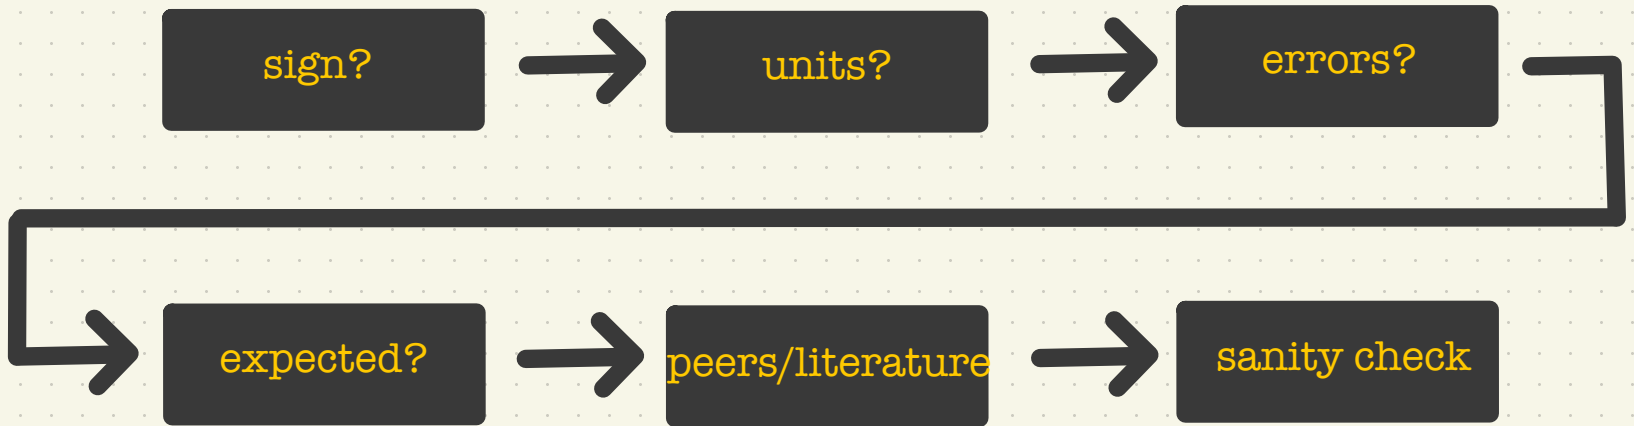 sign?
units?
errors?
expected?
peers/literature
sanity check